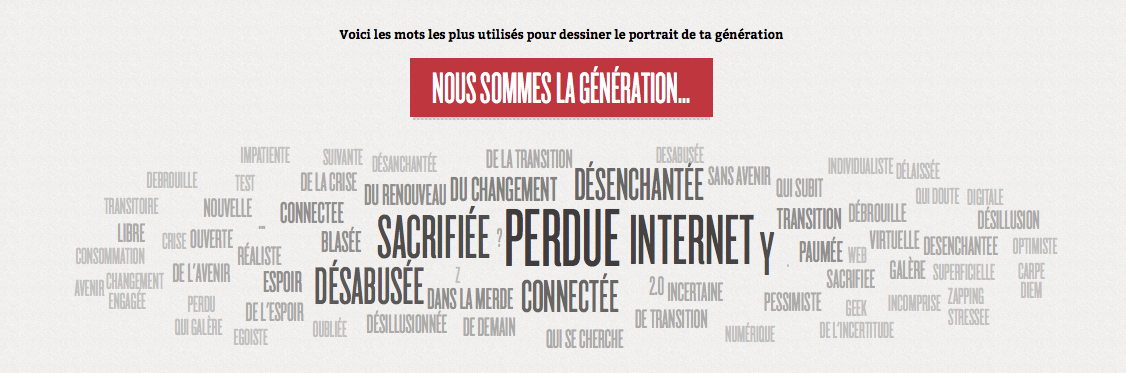 Voici les mots les plus utilisés pour dessiner le portrait de ta génération
NOUS SOMMES LA GÉNÉRATION...
IMPATIENTE
SUIVANTE
DÉSANCHANTÉE
DE LA TRANSITION
DESABUSÉE
INDIVIDUALISTE
DÉLAISSÉE
DEBROUILLE
TEST
DE LA CRISE
DU RENOUVEAU
DU CHANGEMENT
DÉSENCHANTÉE
SANS AVENIR
QUI SUBIT
QUI DOUTE
DIGITALE
TRANSITOIRE
NOUVELLE
CONNECTEE
SACRIFIÉE
PERDUE
INTERNET
TRANSITION
DÉBROUILLE
DÉSILLUSION
LIBRE
CRISE
OUVERTE
...
BLASÉE
?
Y
PAUMÉE
WEB
VIRTUELLE
DESENCHANTEE
OPTIMISTE
CONSOMMATION
RÉALISTE
.
AVENIR
CHANGEMENT
DE L'AVENIR
ESPOIR
DÉSABUSÉE
Z
DANS LA MERDE
CONNECTÉE
2.0
INCERTAINE
PESSIMISTE
SACRIFIEE
GALÈRE
SUPERFICIELLE
CARPE
DIEM
ENGAGÉE
PERDU
DE L'ESPOIR
GEEK
INCOMPRISE
ZAPPING
STRESSEE
QUI GALÈRE
EGOISTE
OUBLIÉE
DÉSILLUSIONNÉE
DE DEMAIN
QUI SE CHERCHE
DE TRANSITION
NUMÉRIQUE
DE L'INCERTITUDE